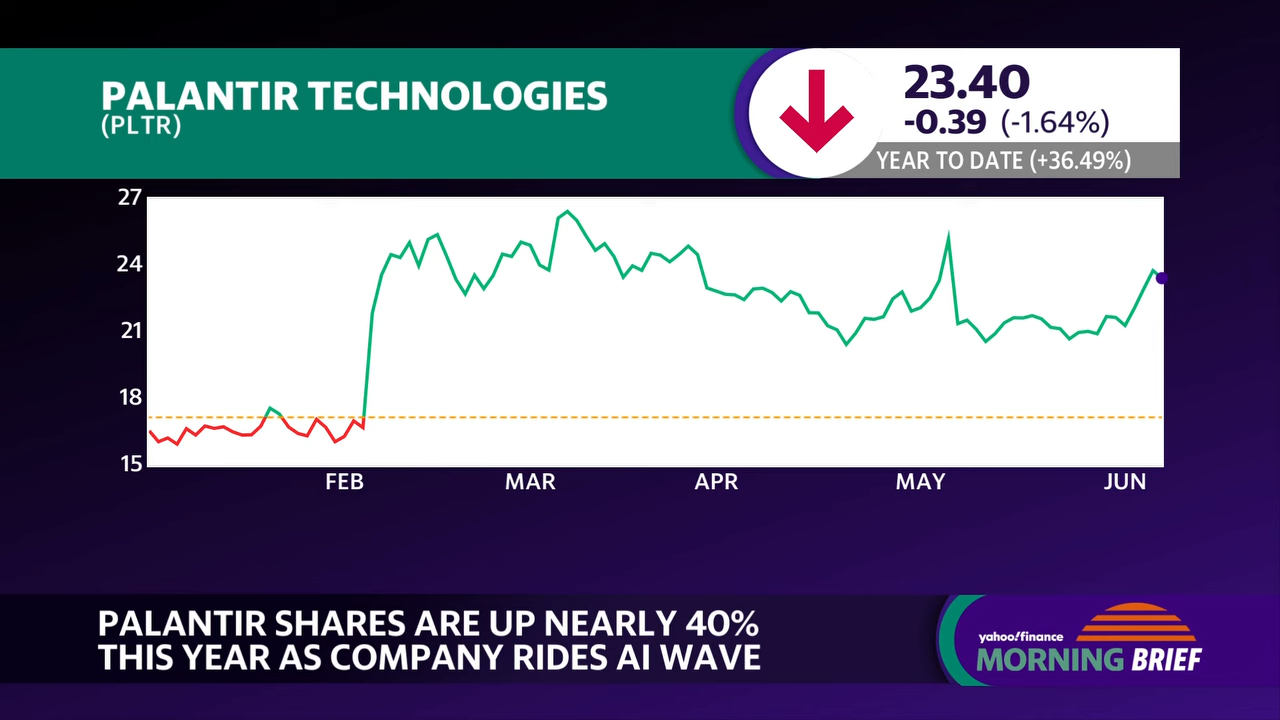 PALANTIR TECHNOLOGIES
(PLTR)
23.40
-0.39 (-1.64%)
YEAR TO DATE (+36.49%)
27
24
21
18
15
FEB MAR APR MAY JUN
PALANTIR SHARES ARE UP NEARLY 40%
THIS YEAR AS COMPANY RIDES AI WAVE
yahoo!finance
MORNING BRIEF